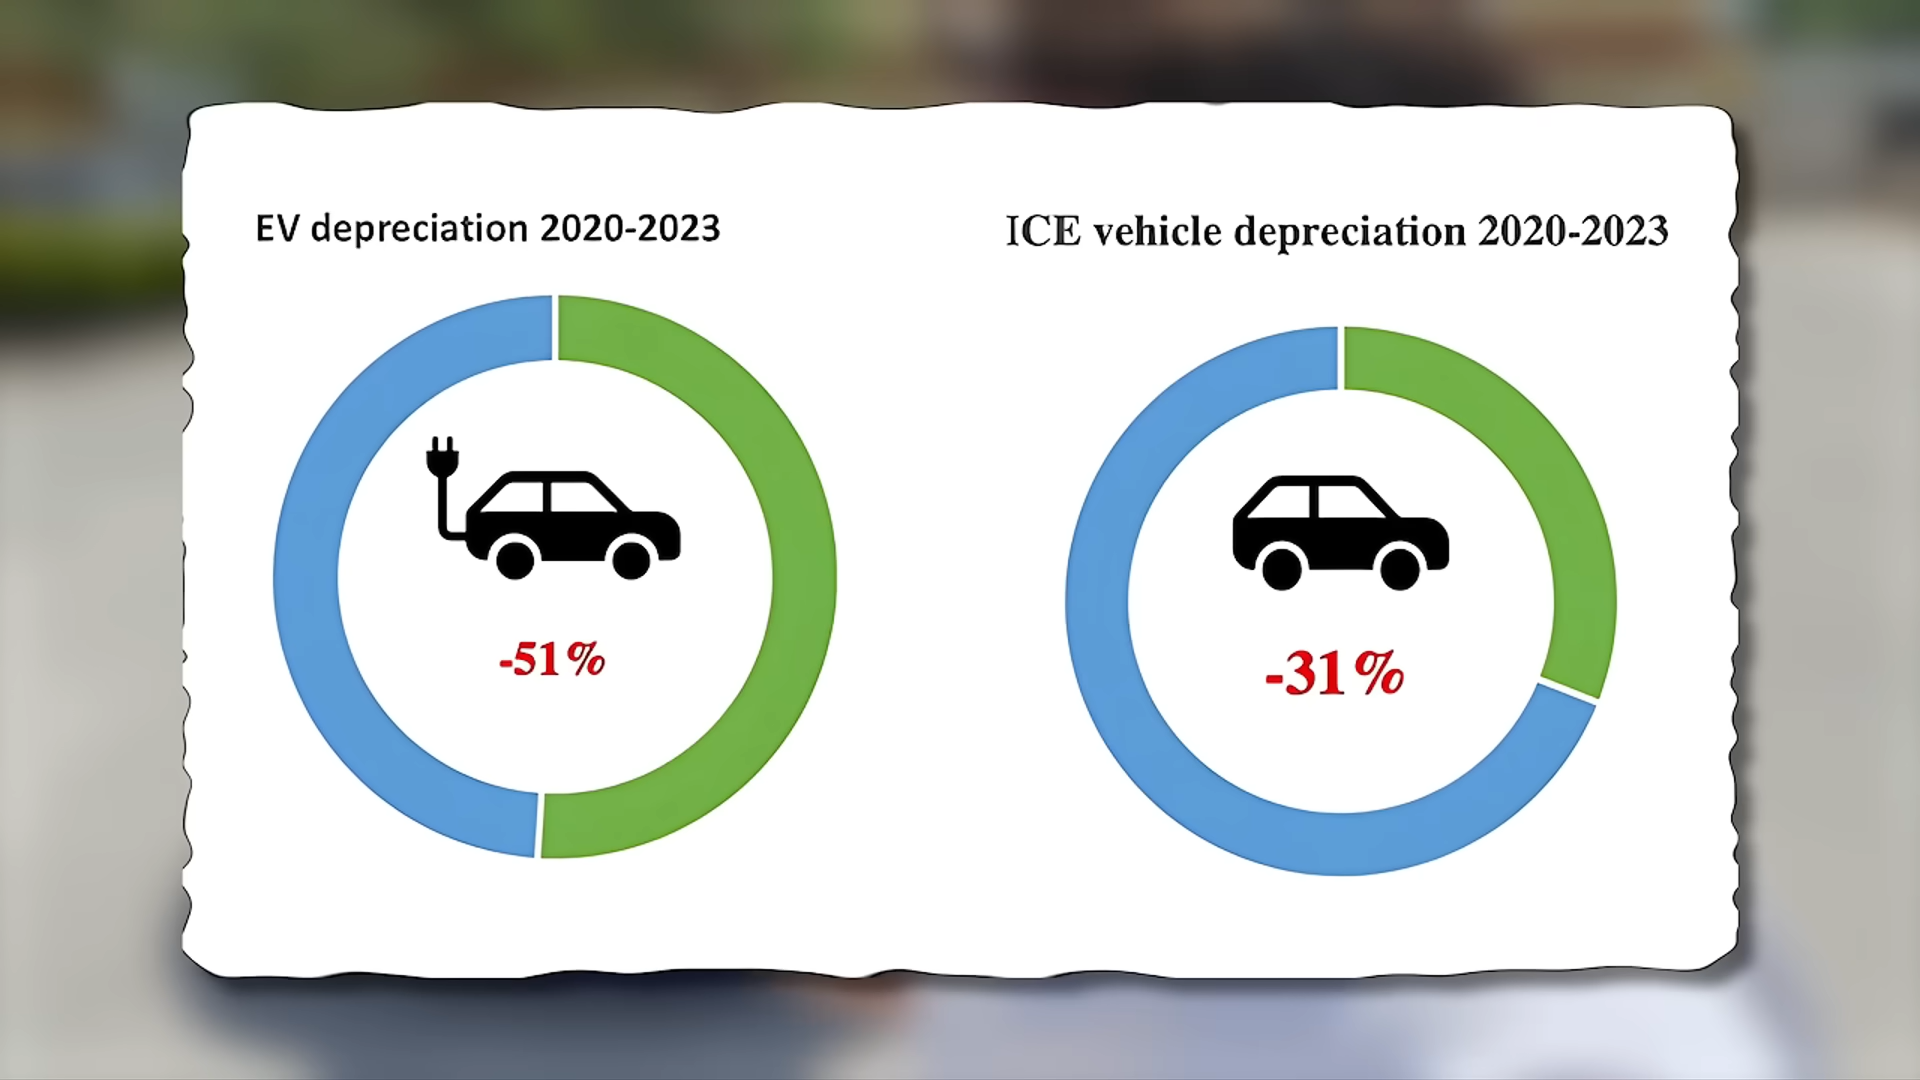 EV depreciation 2020-2023
ICE vehicle depreciation 2020-2023
-51%
-31%